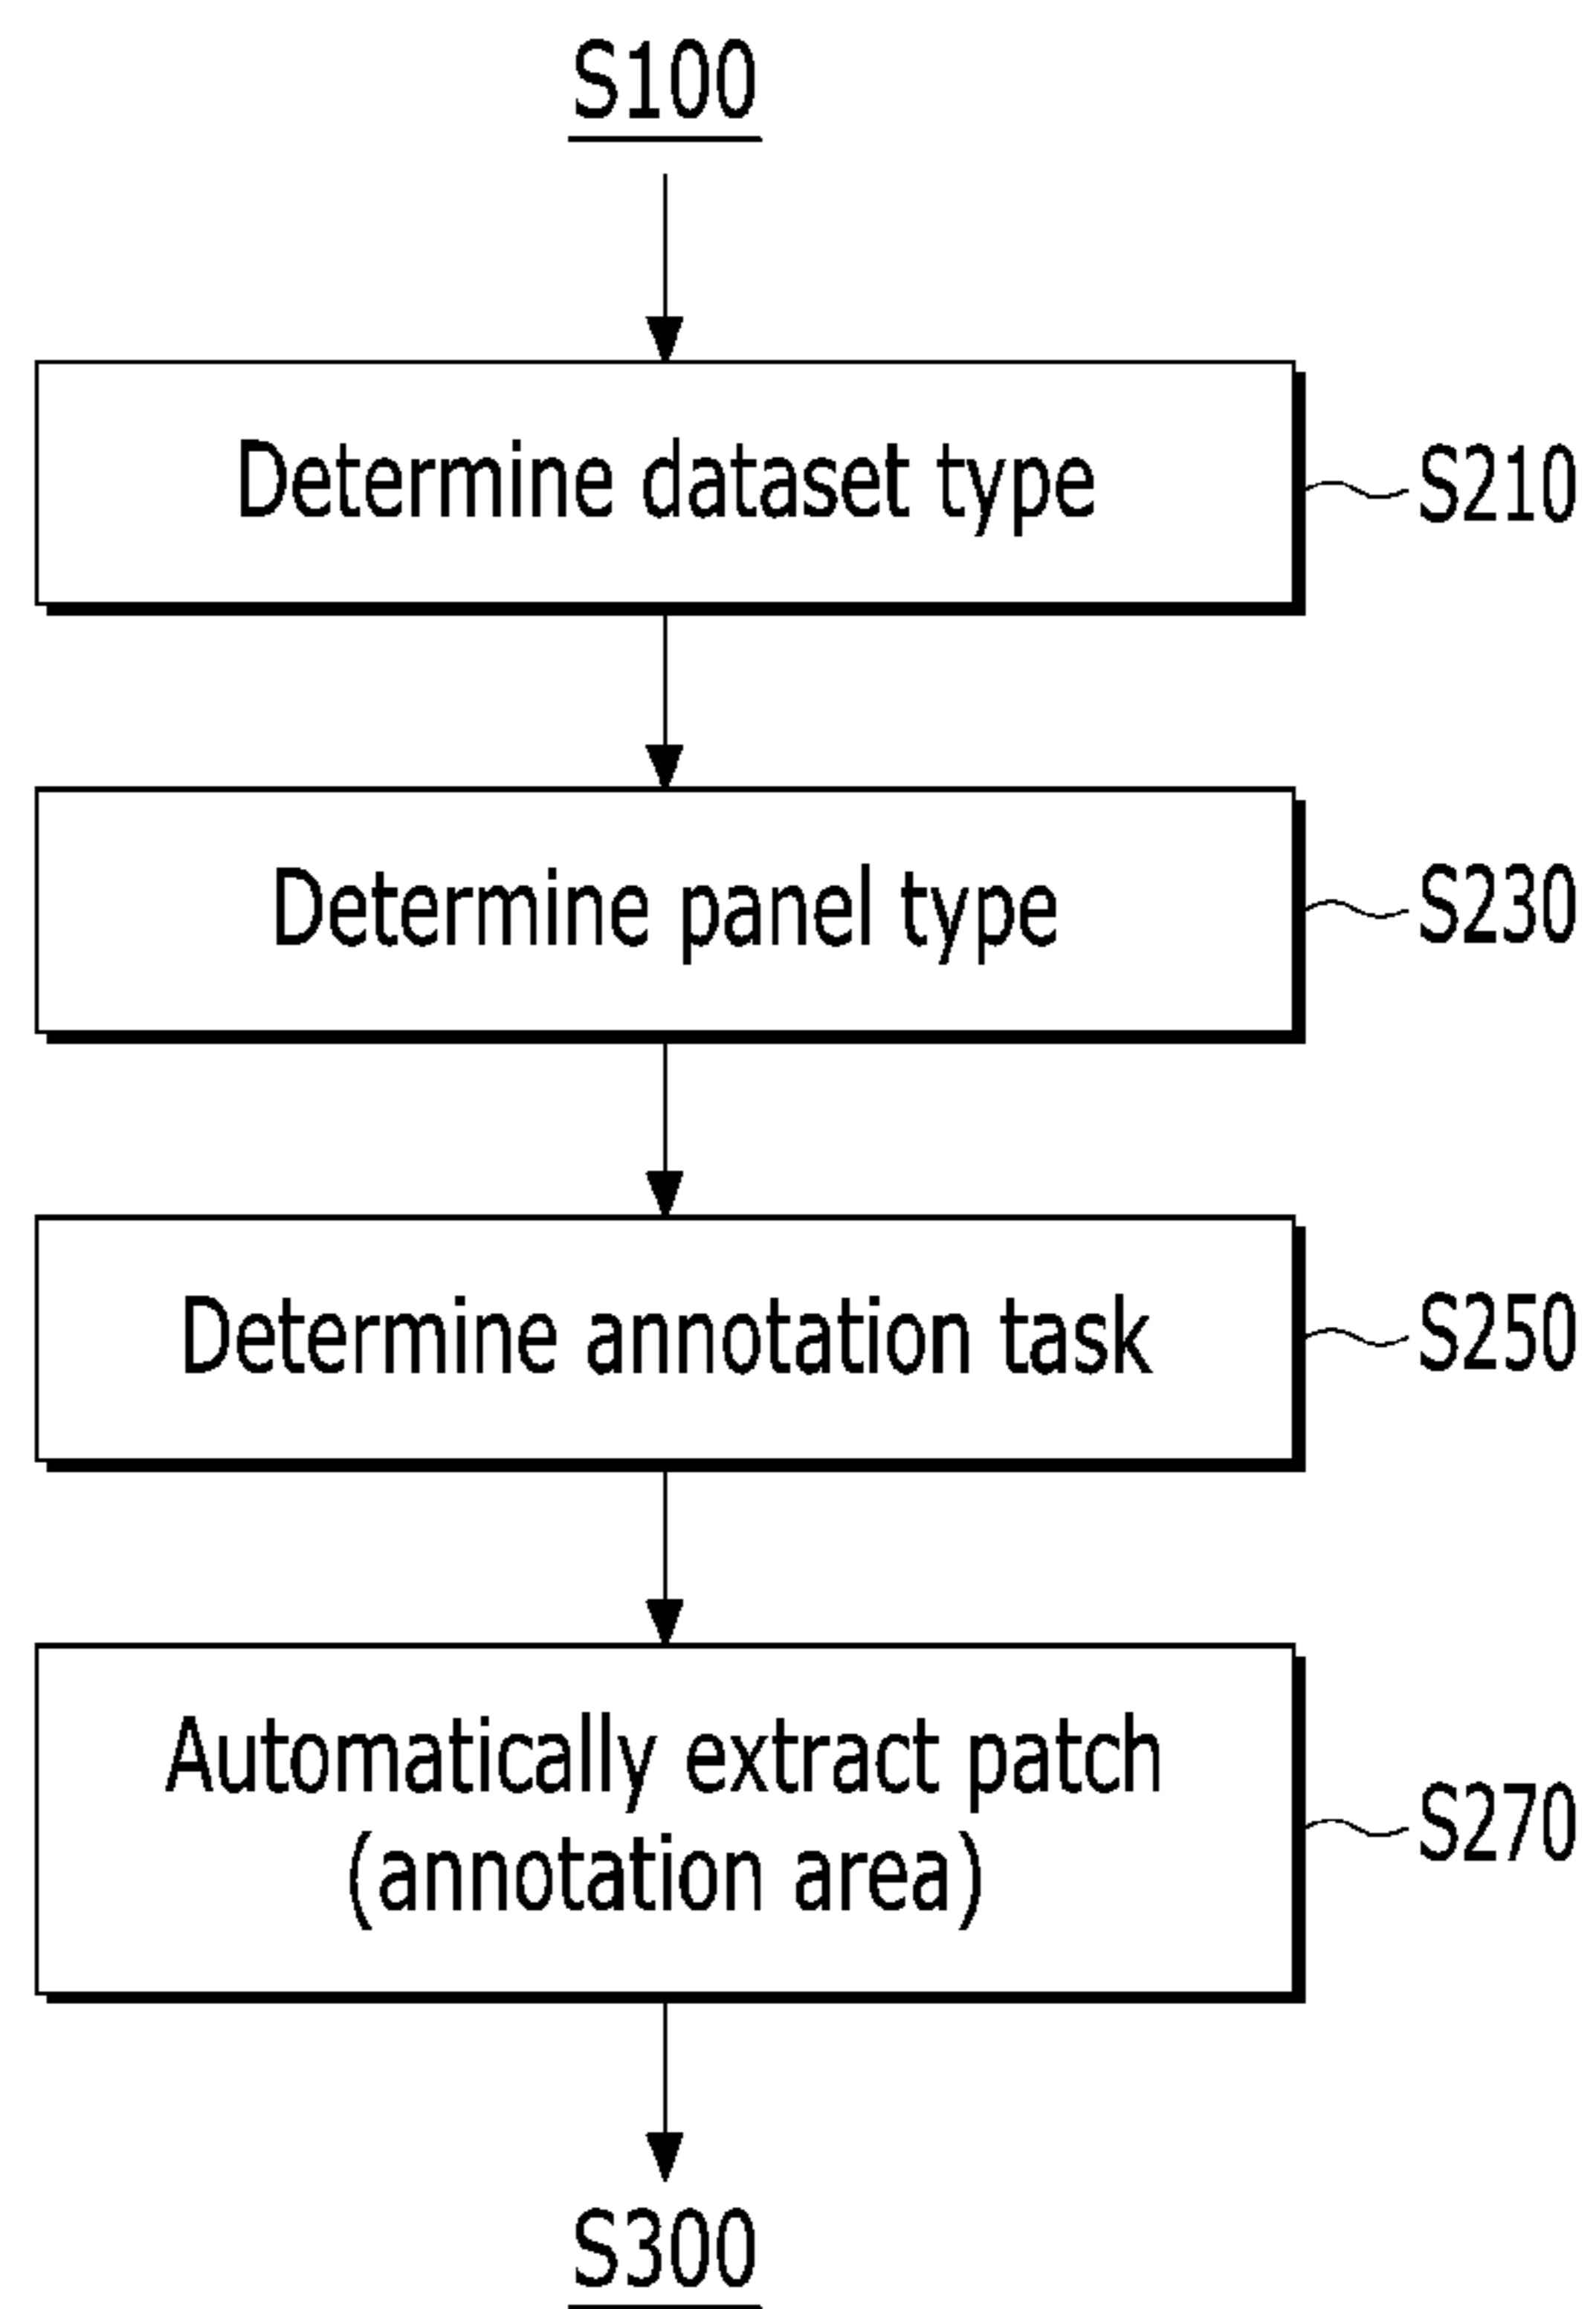 S100
Determine dataset type
S210
Determine panel type
S230
Determine annotation task
S250
Automatically extract patch
(annotation area)
S270
S300